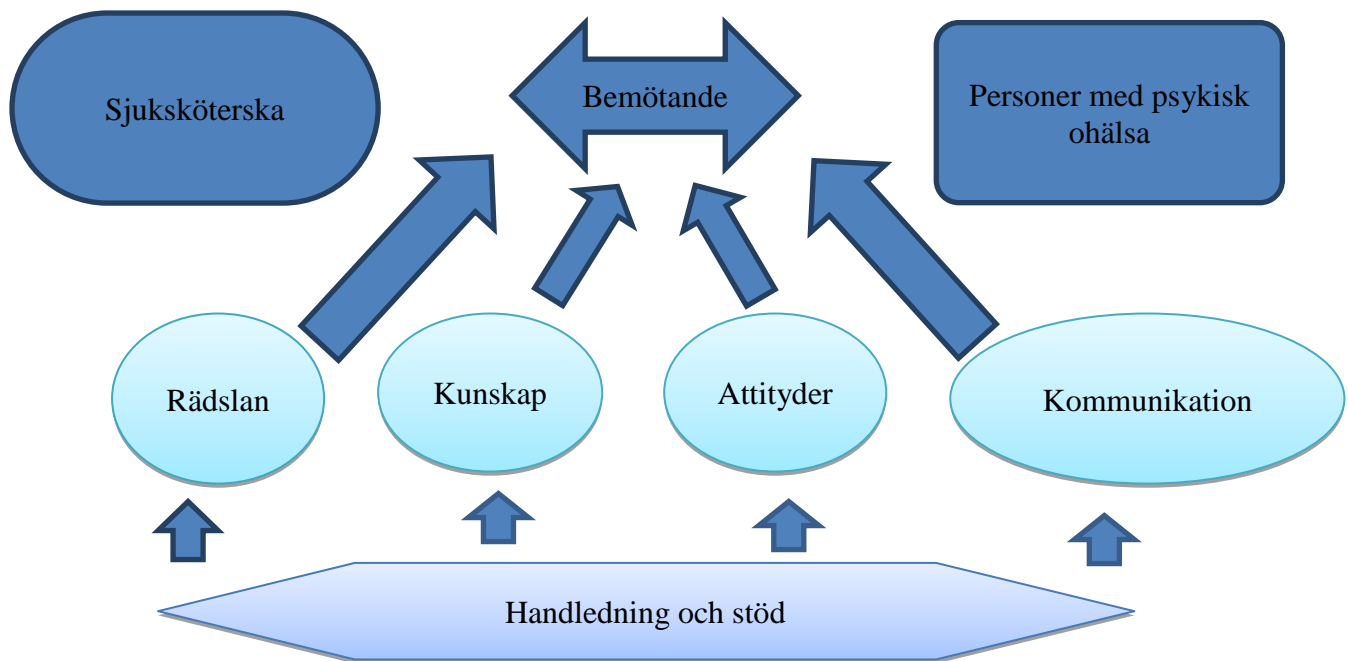 Sjuksköterska
Bemötande
Personer med psykisk
ohälsa
Rädslan
Kunskap
Attityder
Kommunikation
Handledning och stöd